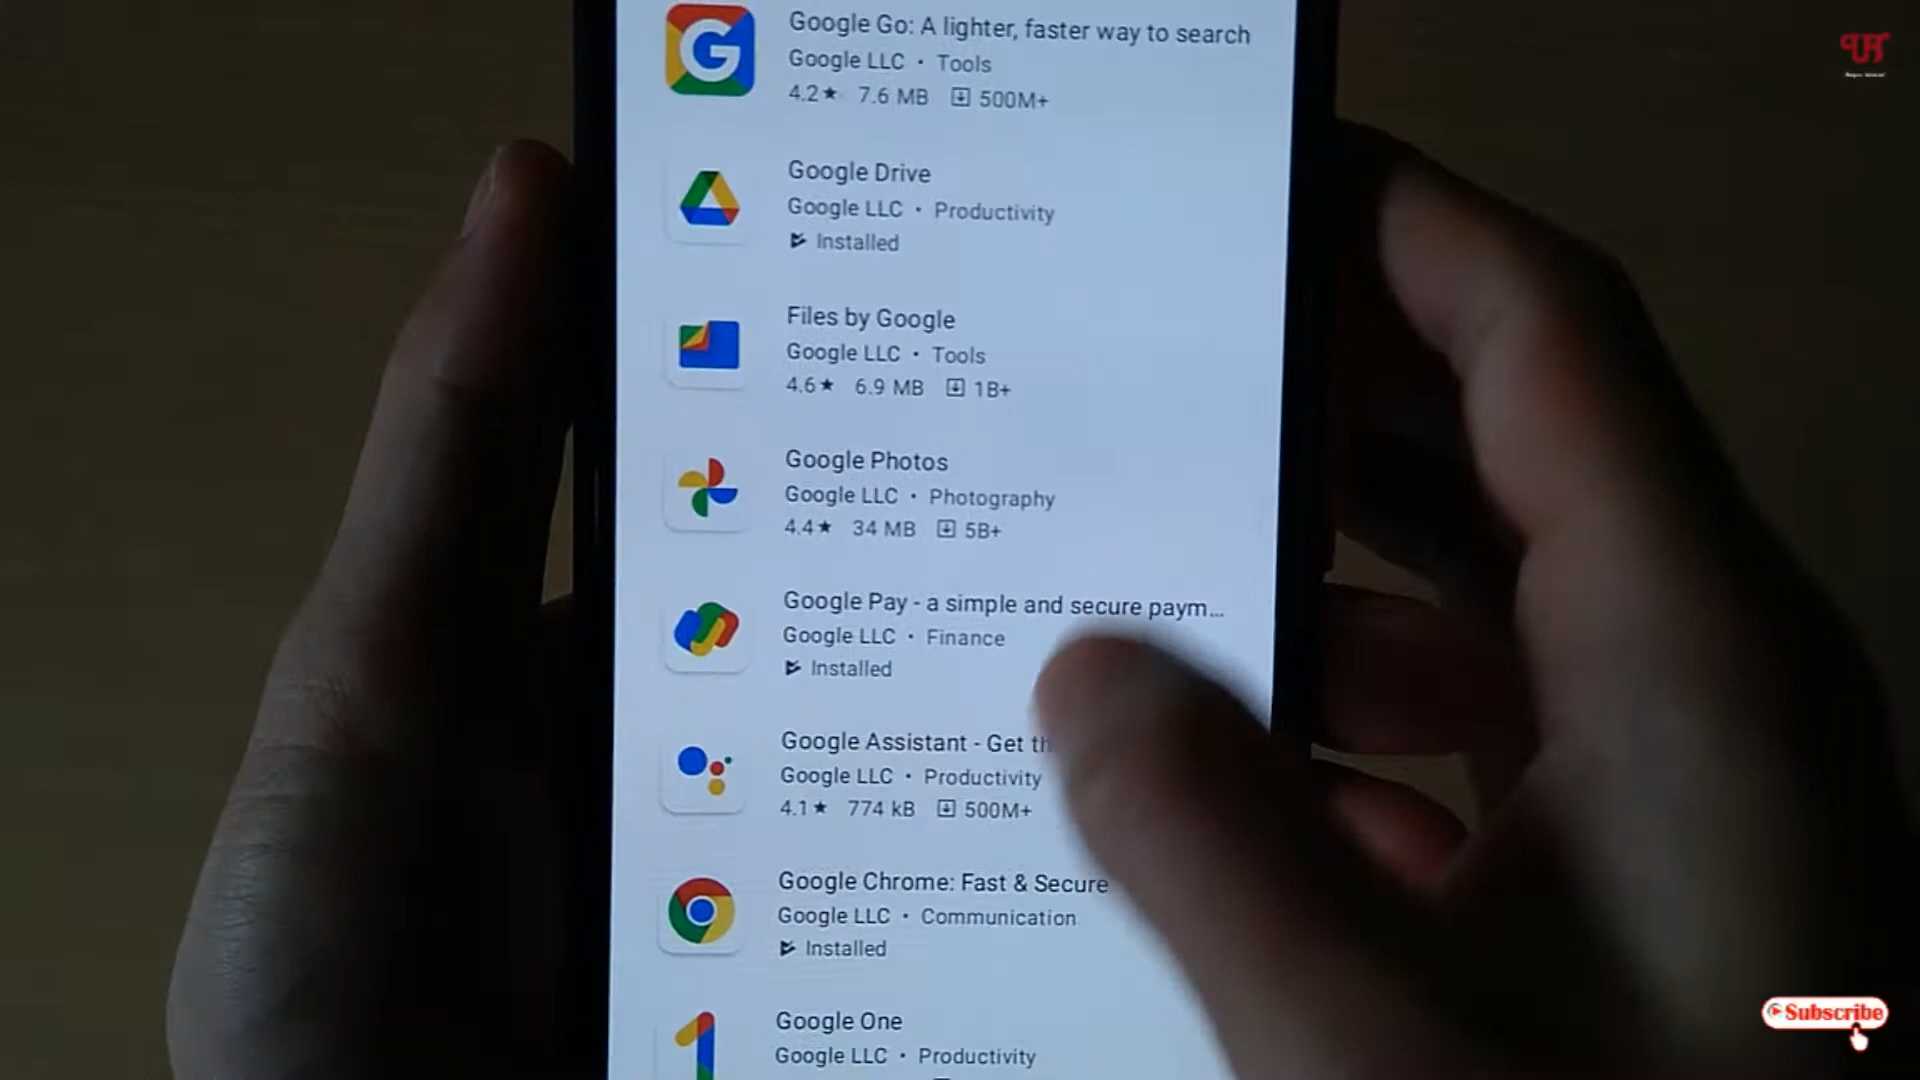 Google Go: A lighter, faster way to search
Google LLC • Tools
4.2★ 7.6 MB 500M+
Google Drive
Google LLC • Productivity
Installed
Files by Google
Google LLC • Tools
4.6★ 6.9 MB 1B+
Google Photos
Google LLC • Photography
4.4★ 34 MB 5B+
Google Pay - a simple and secure paym...
Google LLC • Finance
Installed
Google Assistant - Get th
Google LLC • Productivity
4.1★ 774 kB 500M+
Google Chrome: Fast & Secure
Google LLC • Communication
Installed
Google One
Google LLC • Productivity
Subscribe